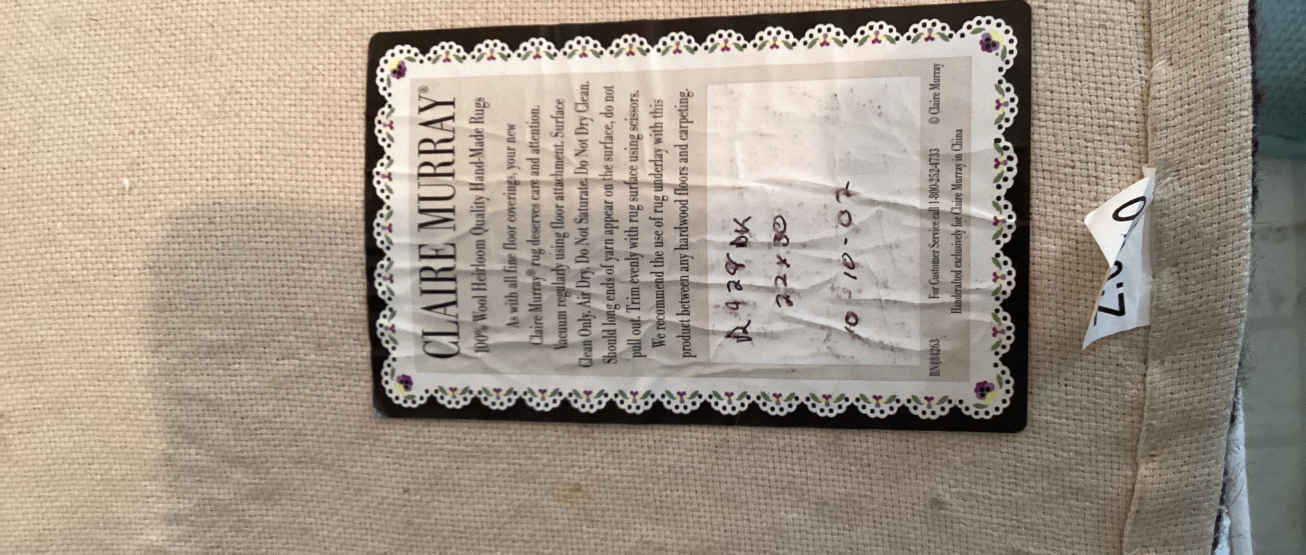 CLAIRE MURRAY®
100% Wool Heirloom Quality Hand-Made Rugs
As with all fine floor coverings, your new
Claire Murray® rug deserves care and attention.
Vacuum regularly using floor attachment. Surface
Clean Only. Air Dry. Do Not Saturate. Do Not Dry Clean.
Should long ends of yarn appear on the surface, do not
pull out. Trim evenly with rug surface using scissors.
We recommend the use of rug underlay with this
product between any hardwood floors and carpeting.
R428 DK
22x30
10-10-07
For Customer Service call 1-800-252-4733 © Claire Murray
Handcrafted exclusively for Claire Murray in China